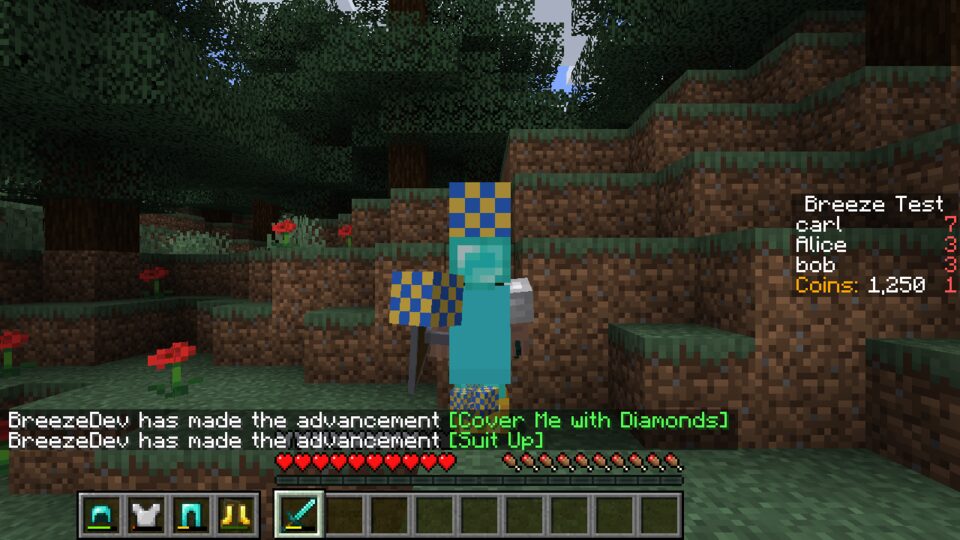 Breeze Test
carl 7
Alice 3
bob 3
Coins: 1,250 1
BreezeDev has made the advancement [Cover Me with Diamonds]
BreezeDev has made the advancement [Suit Up]